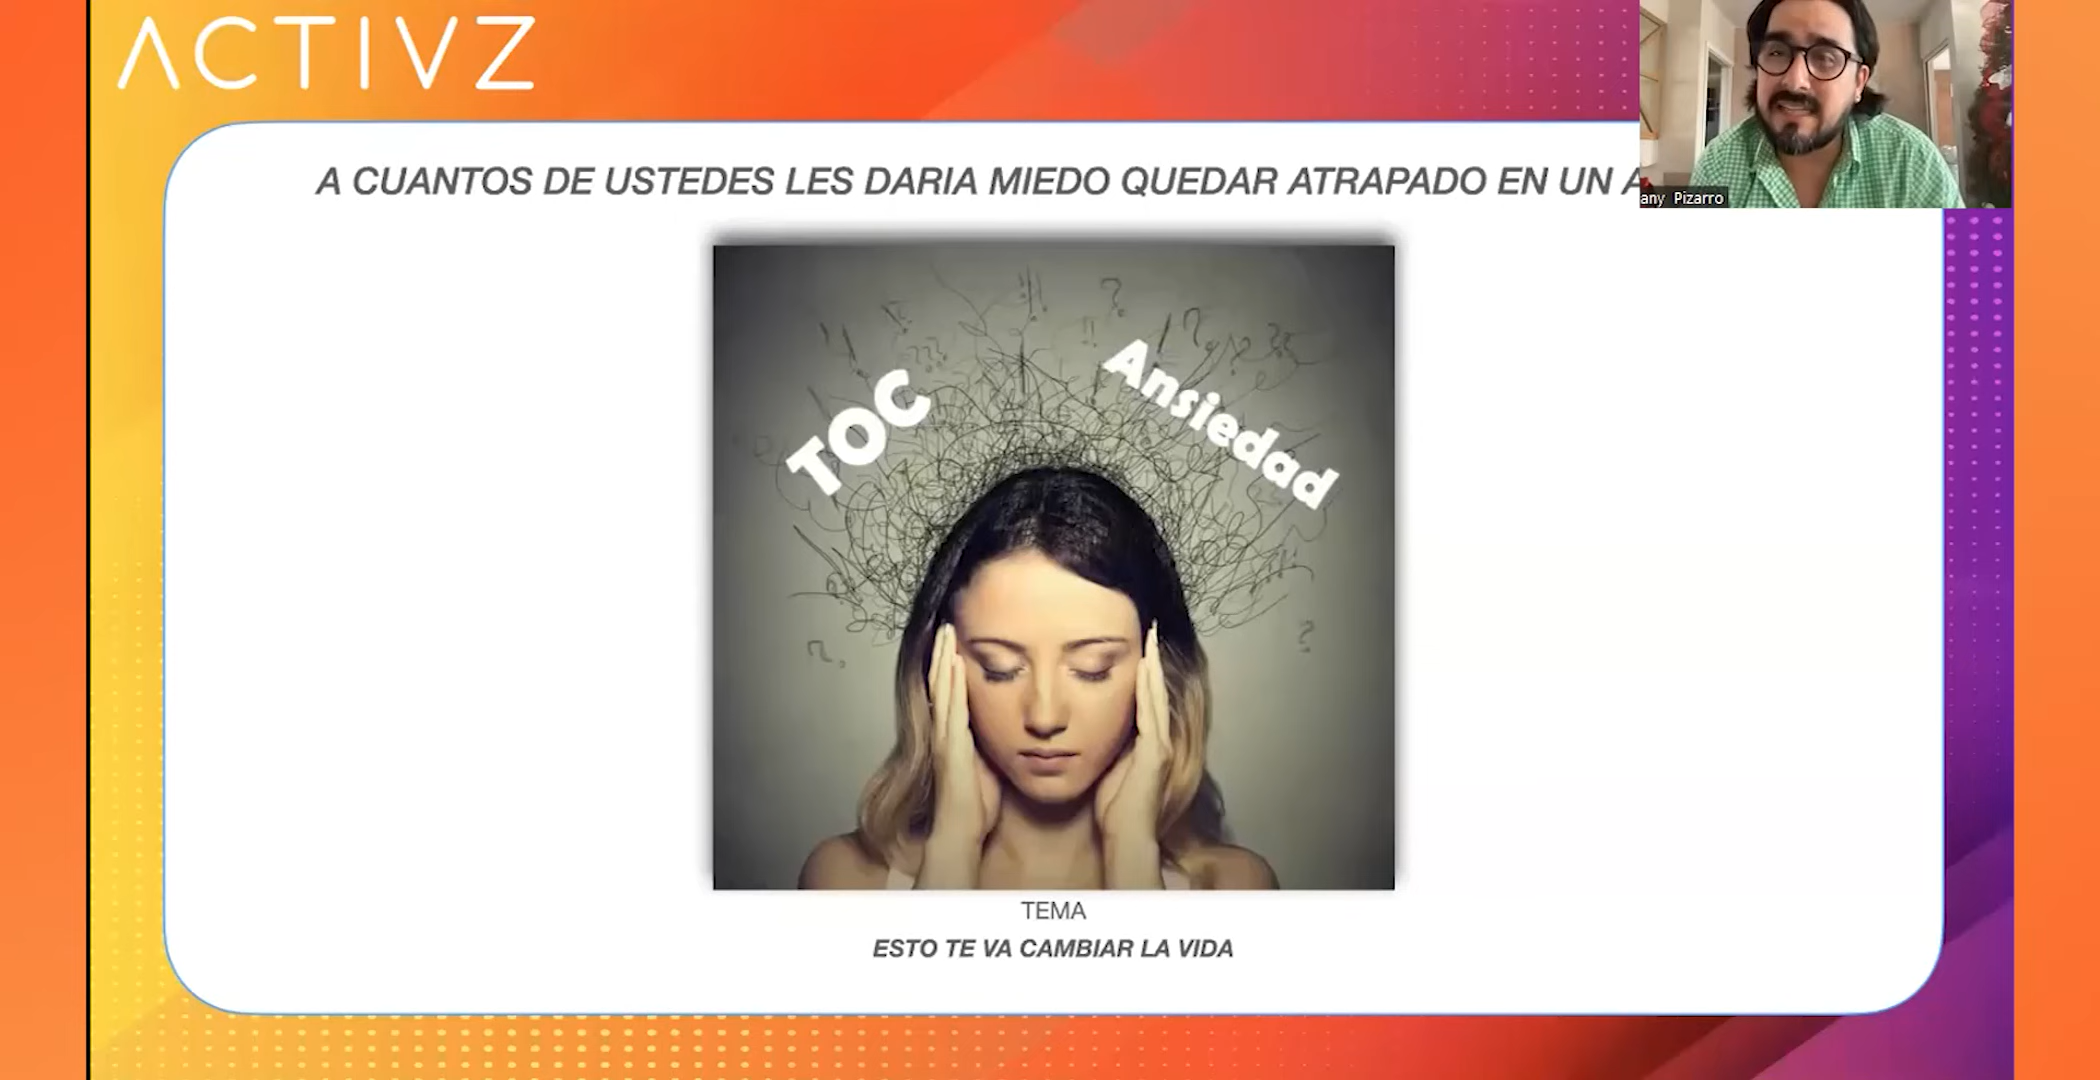 ACTIVZ
A CUANTOS DE USTEDES LES DARIA MIEDO QUEDAR ATRAPADO EN UN
any Pizarro
TOC
Ansiedad
TEMA
ESTO TE VA CAMBIAR LA VIDA